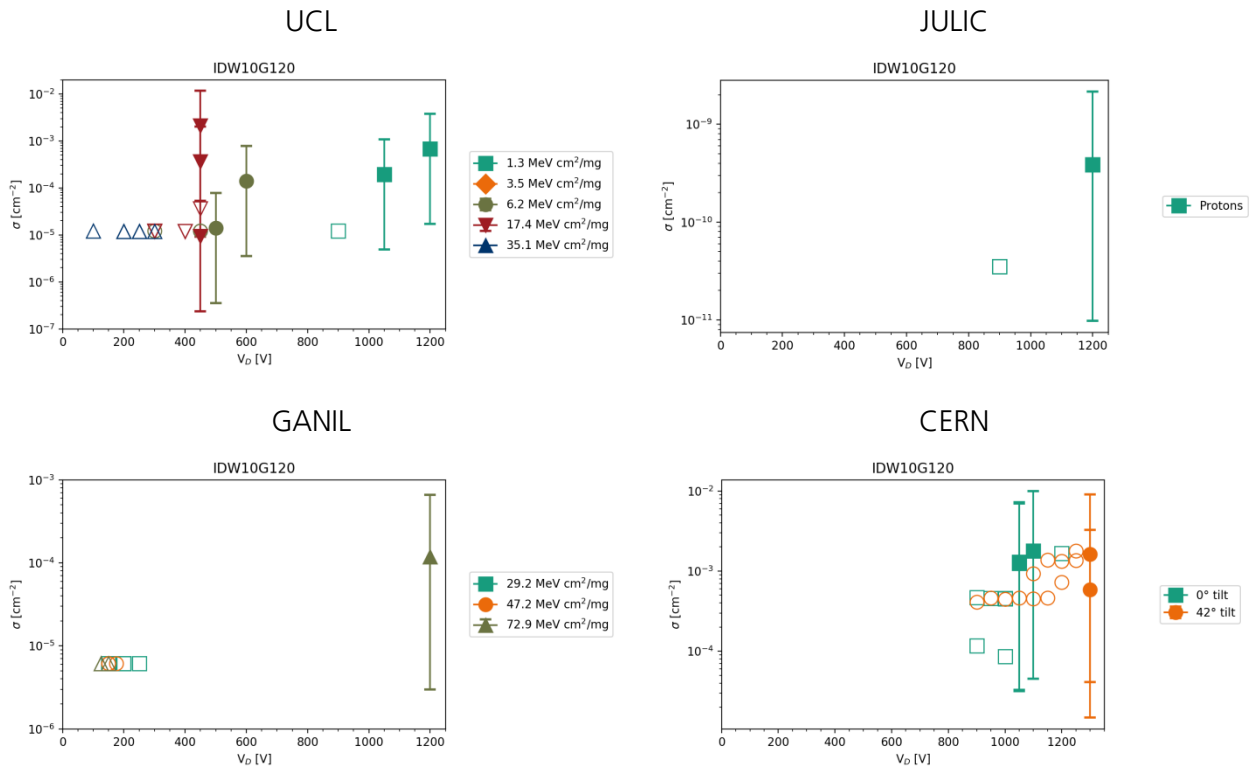 UCL
IDW10G120
σ [cm⁻²]
10⁻²
10⁻³
10⁻⁴
10⁻⁵
10⁻⁶
10⁻⁷
0 200 400 600 800 1000 1200
V_D [V]
1.3 MeV cm²/mg
3.5 MeV cm²/mg
6.2 MeV cm²/mg
17.4 MeV cm²/mg
35.1 MeV cm²/mg
JULIC
IDW10G120
σ [cm⁻²]
10⁻⁹
10⁻¹⁰
10⁻¹¹
0 200 400 600 800 1000 1200
V_D [V]
Protons
GANIL
IDW10G120
σ [cm⁻²]
10⁻³
10⁻⁴
10⁻⁵
10⁻⁶
0 200 400 600 800 1000 1200
V_D [V]
29.2 MeV cm²/mg
47.2 MeV cm²/mg
72.9 MeV cm²/mg
CERN
IDW10G120
σ [cm⁻²]
10⁻²
10⁻³
10⁻⁴
0 200 400 600 800 1000 1200
V_D [V]
0° tilt
42° tilt